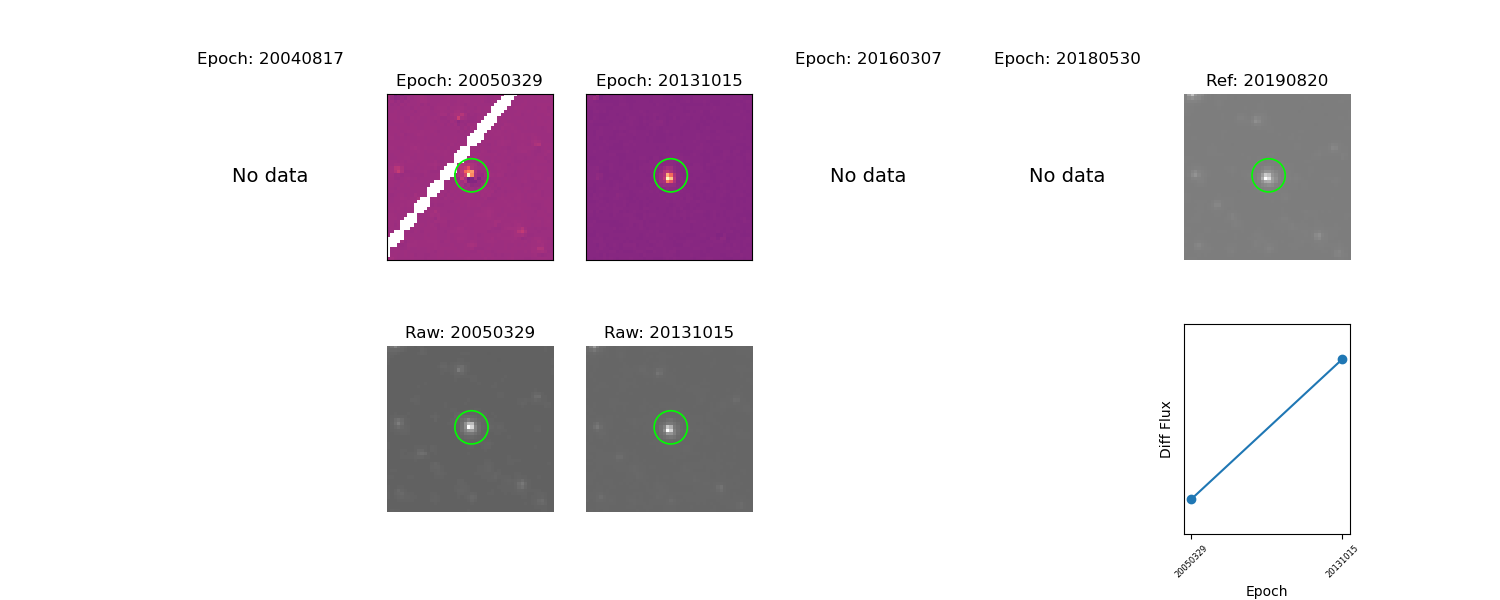 Epoch: 20040817
Epoch: 20160307
Epoch: 20180530
Epoch: 20050329
Epoch: 20131015
Ref: 20190820
No data
No data
No data
Raw: 20050329
Raw: 20131015
Diff Flux
20050329
20131015
Epoch